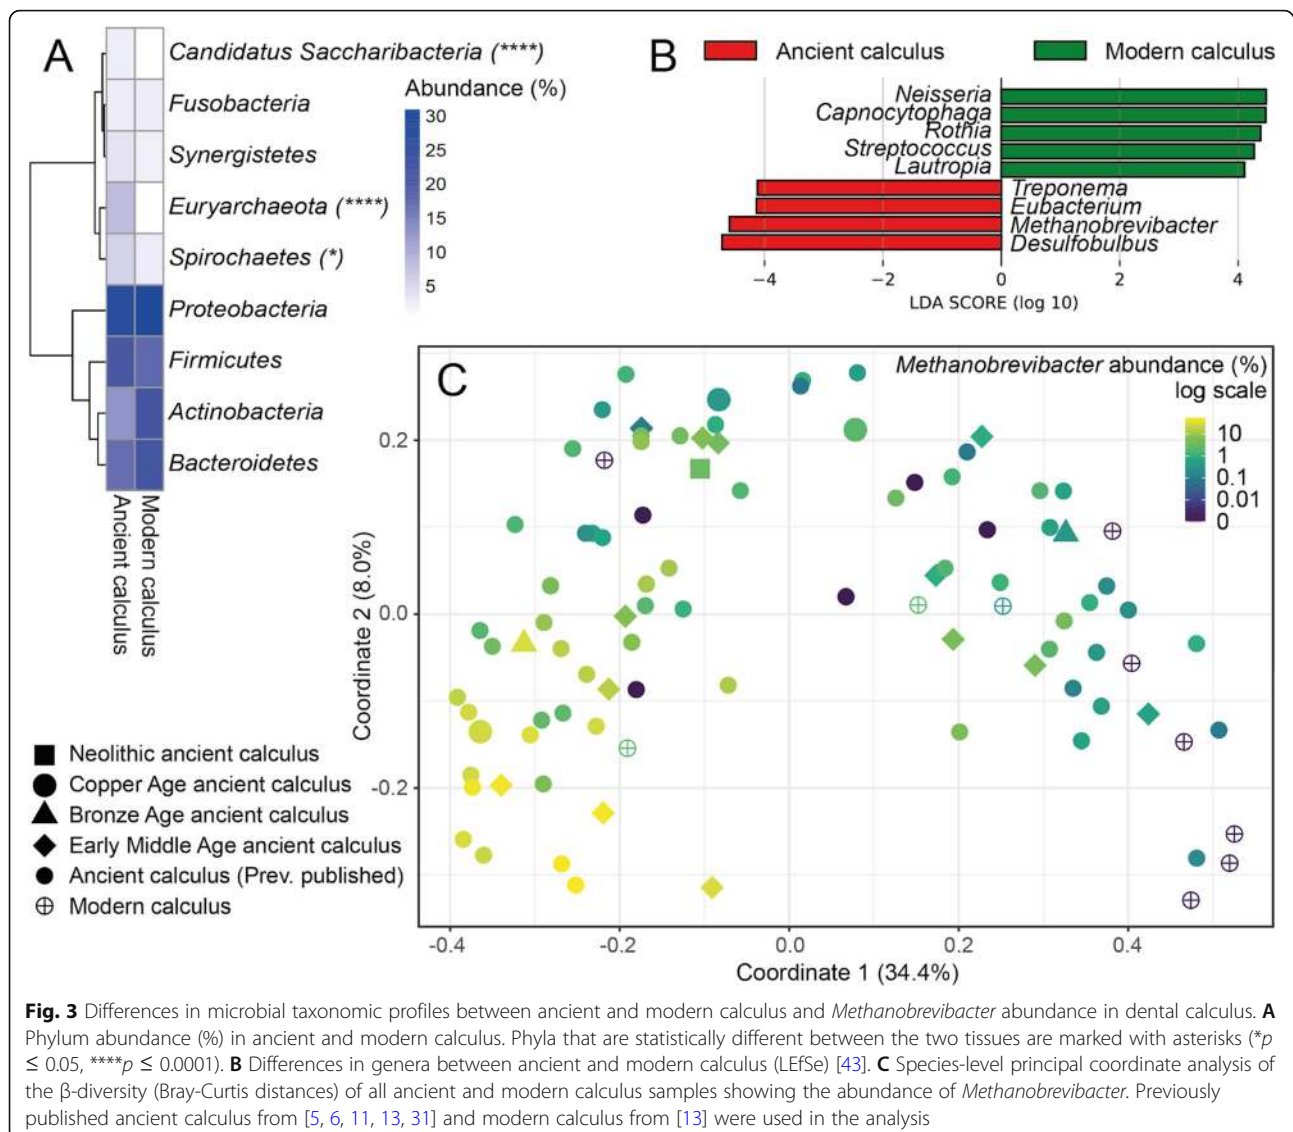 A
Candidatus Saccharibacteria (****)
Fusobacteria
Synergistetes
Euryarchaeota (****)
Spirochaetes (*)
Proteobacteria
Firmicutes
Actinobacteria
Bacteroidetes
Ancient calculus
Modern calculus
Abundance (%)
30
25
20
15
10
5
B
Ancient calculus
Modern calculus
Neisseria
Capnocytophaga
Rothia
Streptococcus
Lautropia
Treponema
Eubacterium
Methanobrevibacter
Desulfobulbus
−4 −2 0 2 4
LDA SCORE (log 10)
C
Methanobrevibacter abundance (%)
log scale
10
1
0.1
0.01
0
Coordinate 2 (8.0%)
0.2
0.0
-0.2
-0.4 -0.2 0.0 0.2 0.4
Coordinate 1 (34.4%)
Neolithic ancient calculus
Copper Age ancient calculus
Bronze Age ancient calculus
Early Middle Age ancient calculus
Ancient calculus (Prev. published)
Modern calculus
Fig. 3 Differences in microbial taxonomic profiles between ancient and modern calculus and Methanobrevibacter abundance in dental calculus. A
Phylum abundance (%) in ancient and modern calculus. Phyla that are statistically different between the two tissues are marked with asterisks (*p
≤ 0.05, ****p ≤ 0.0001). B Differences in genera between ancient and modern calculus (LEfSe) [43]. C Species-level principal coordinate analysis of
the β-diversity (Bray-Curtis distances) of all ancient and modern calculus samples showing the abundance of Methanobrevibacter. Previously
published ancient calculus from [5, 6, 11, 13, 31] and modern calculus from [13] were used in the analysis